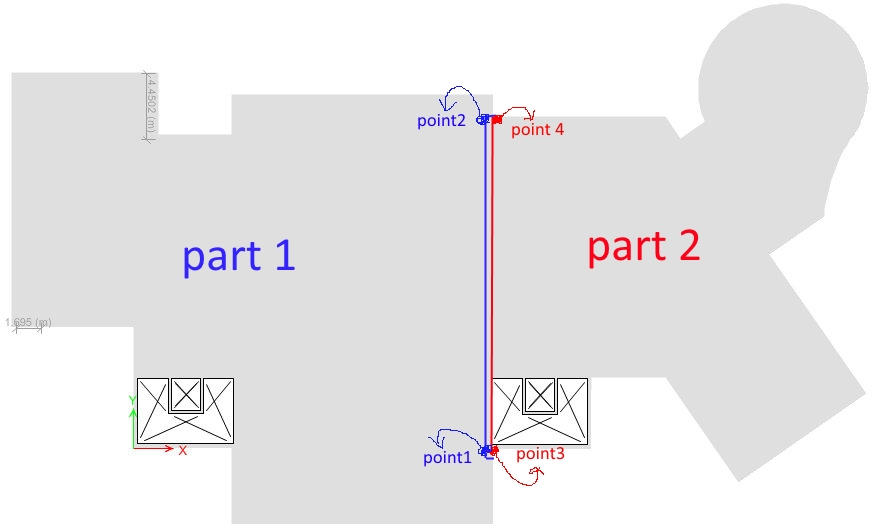 4.4502 (m)
point2
point 4
part 1
part 2
1.695 (m)
Y
X
point1
point3